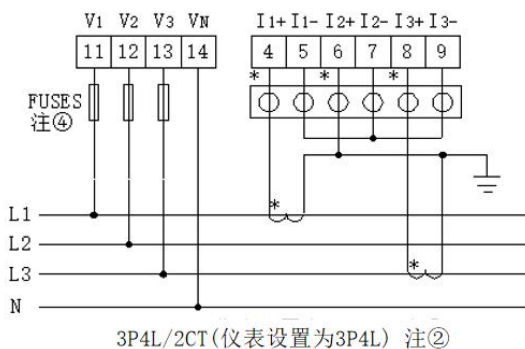 V1 V2 V3 VN I1+ I1- I2+ I2- I3+ I3-
11 12 13 14 4 5 6 7 8 9
* * *
FUSES
注④
L1 *
L2
L3 *
N
3P4L/2CT(仪表设置为3P4L) 注②